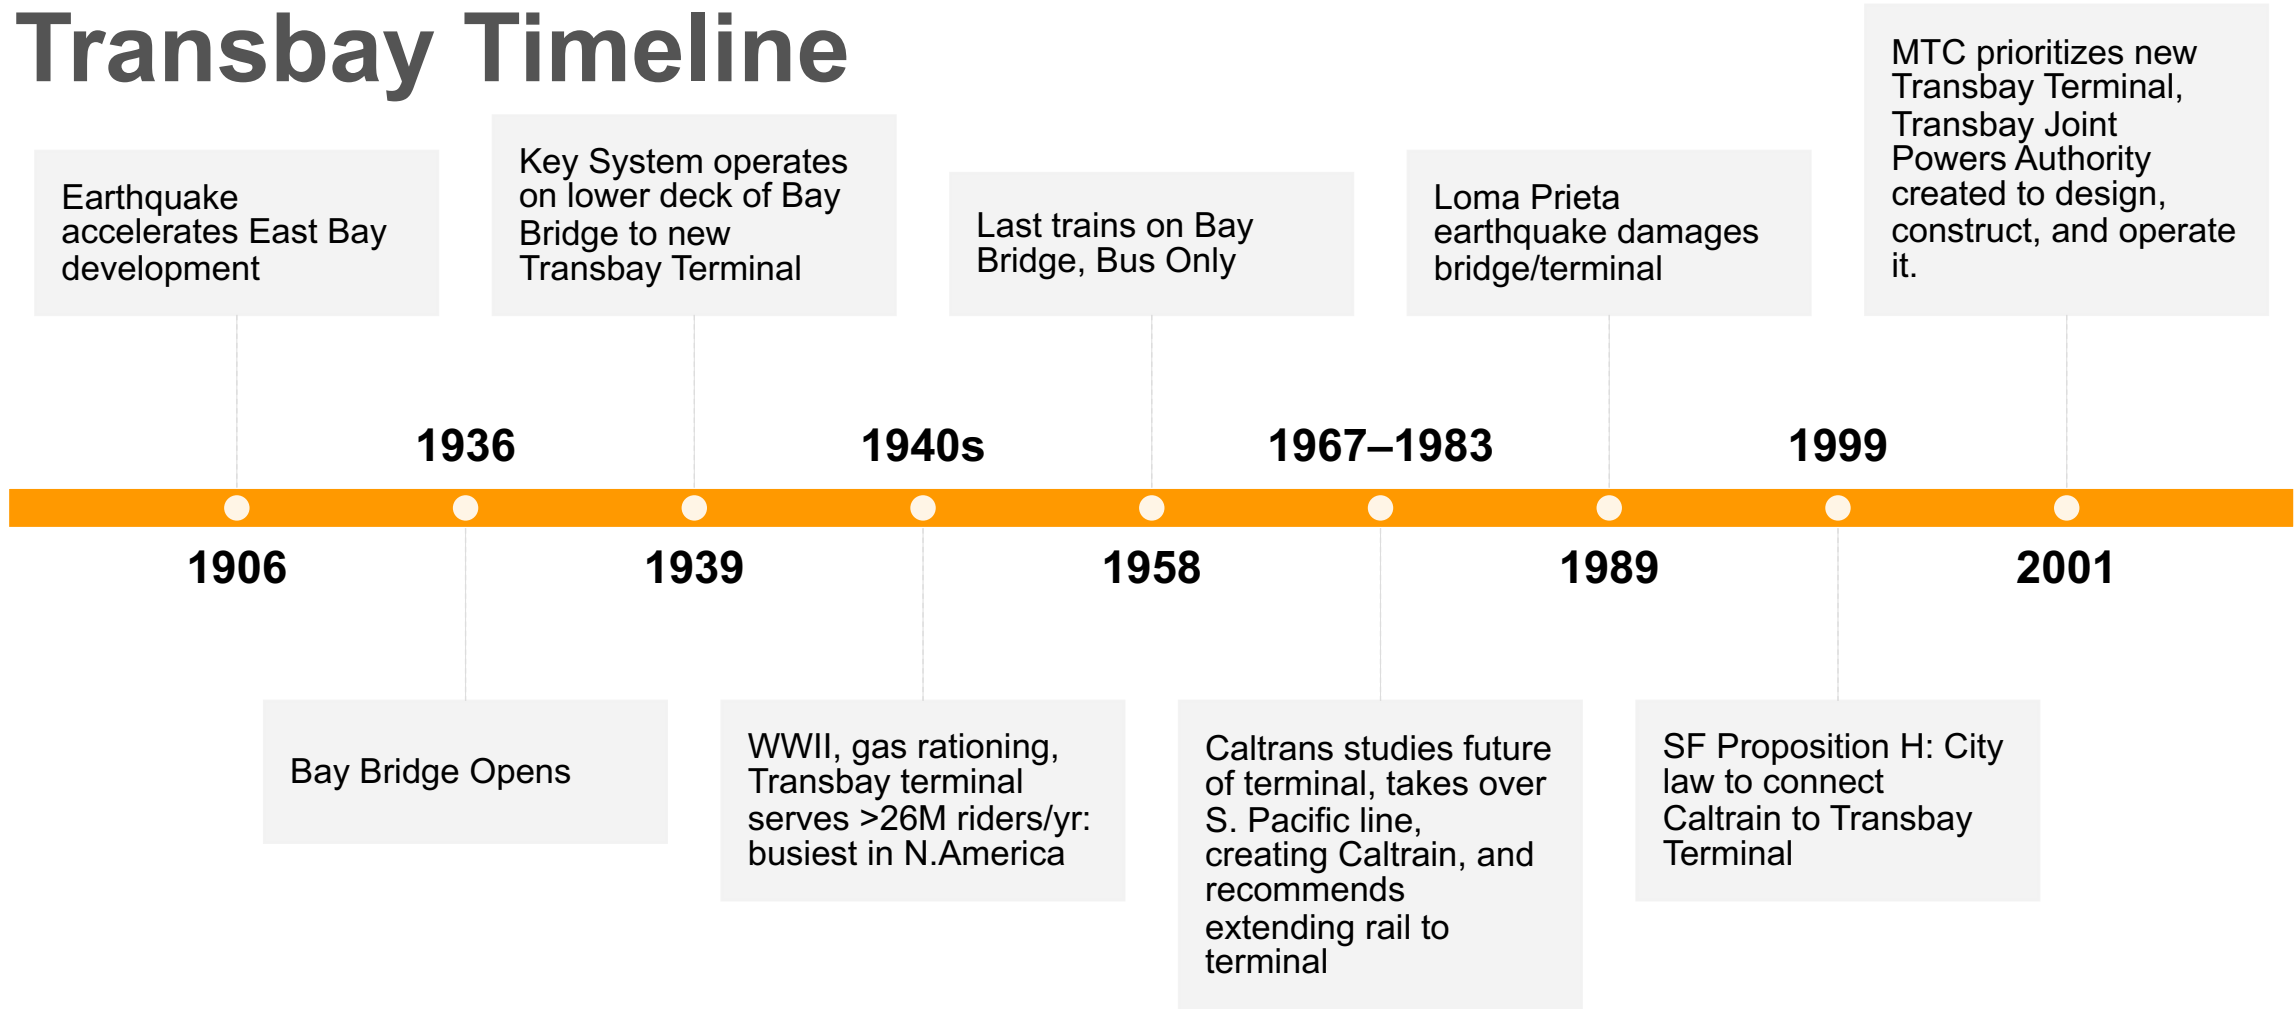 Transbay Timeline
Earthquake
accelerates East Bay
development
Key System operates
on lower deck of Bay
Bridge to new
Transbay Terminal
Last trains on Bay
Bridge, Bus Only
Loma Prieta
earthquake damages
bridge/terminal
MTC prioritizes new
Transbay Terminal,
Transbay Joint
Powers Authority
created to design,
construct, and operate
it.
1936
1940s
1967–1983
1999
1906
1939
1958
1989
2001
Bay Bridge Opens
WWII, gas rationing,
Transbay terminal
serves >26M riders/yr:
busiest in N.America
Caltrans studies future
of terminal, takes over
S. Pacific line,
creating Caltrain, and
recommends
extending rail to
terminal
SF Proposition H: City
law to connect
Caltrain to Transbay
Terminal